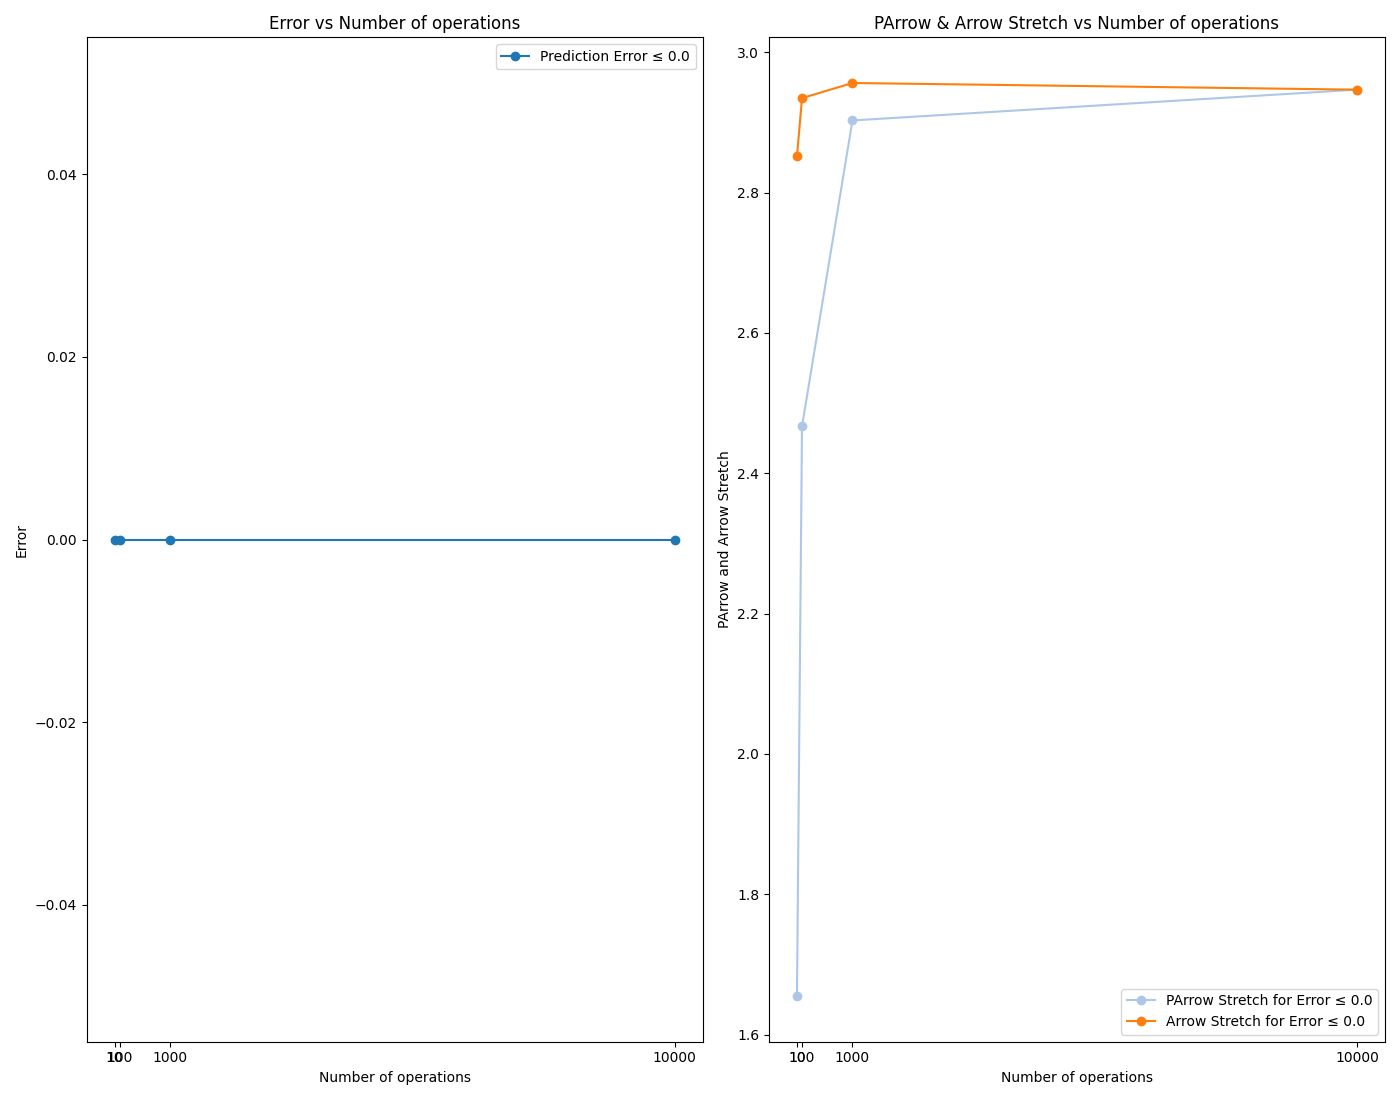 Error vs Number of operations
Prediction Error ≤ 0.0
0.04
0.02
0.00
−0.02
−0.04
Error
10 100 1000 10000
Number of operations
PArrow & Arrow Stretch vs Number of operations
3.0
2.8
2.6
2.4
2.2
2.0
1.8
1.6
PArrow and Arrow Stretch
PArrow Stretch for Error ≤ 0.0
Arrow Stretch for Error ≤ 0.0
10 100 1000 10000
Number of operations